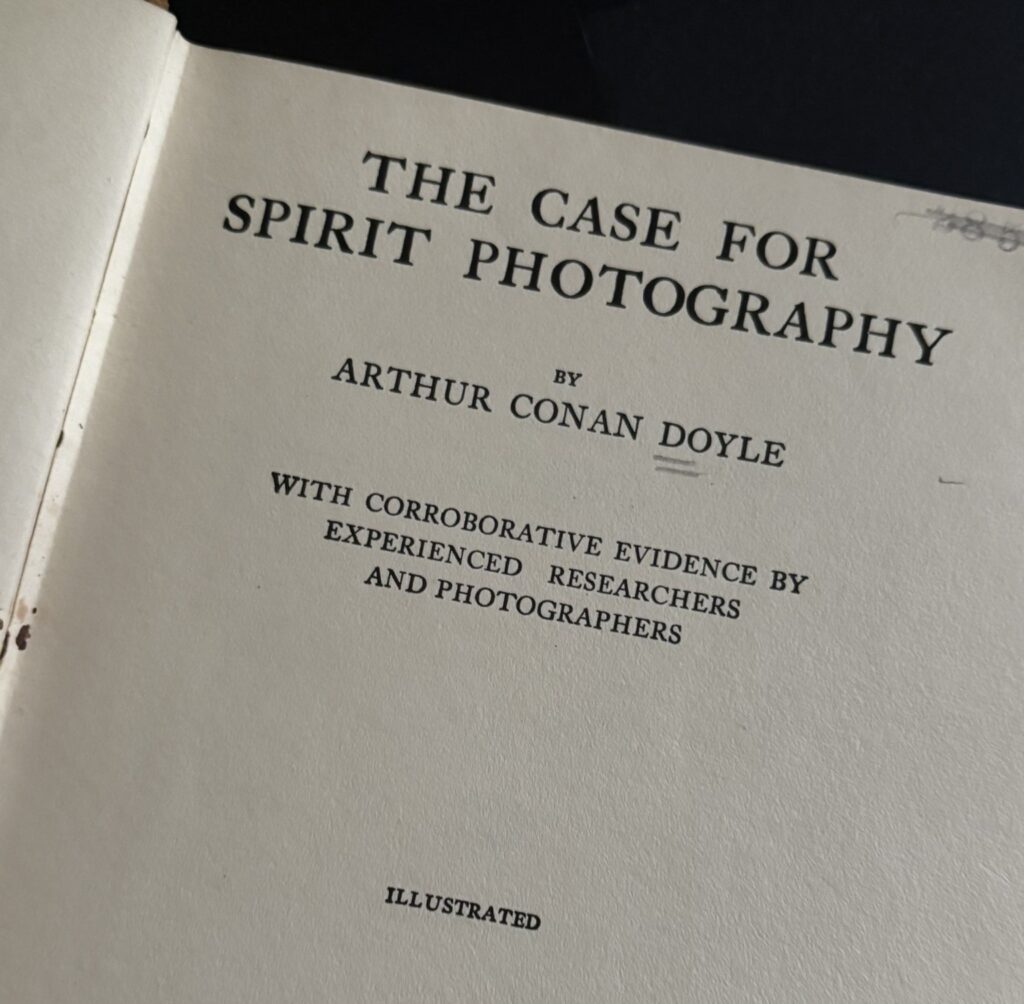 THE CASE FOR
SPIRIT PHOTOGRAPHY
BY
ARTHUR CONAN DOYLE
WITH CORROBORATIVE EVIDENCE BY
EXPERIENCED RESEARCHERS
AND PHOTOGRAPHERS
ILLUSTRATED